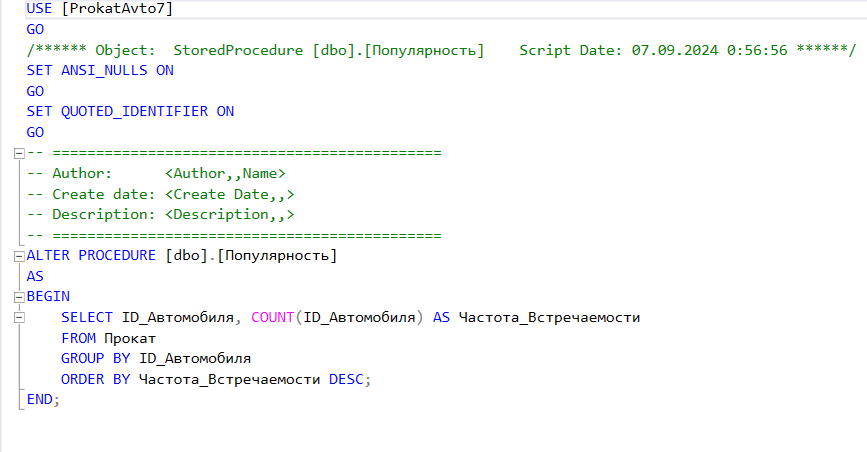 USE [ProkatAvto7]
GO
/****** Object:  StoredProcedure [dbo].[Популярность]    Script Date: 07.09.2024 0:56:56 ******/
SET ANSI_NULLS ON
GO
SET QUOTED_IDENTIFIER ON
GO
-- =============================================
-- Author:      <Author,,Name>
-- Create date: <Create Date,,>
-- Description: <Description,,>
-- =============================================
ALTER PROCEDURE [dbo].[Популярность]
AS
BEGIN
    SELECT ID_Автомобиля, COUNT(ID_Автомобиля) AS Частота_Встречаемости
    FROM Прокат
    GROUP BY ID_Автомобиля
    ORDER BY Частота_Встречаемости DESC;
END;